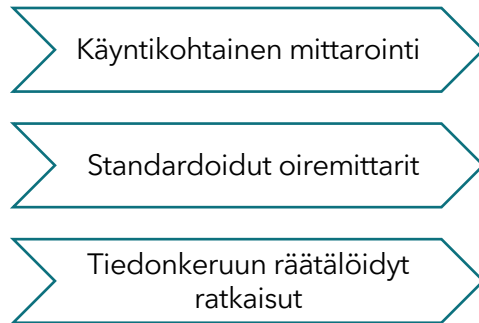 Käyntikohtainen mittarointi
Standardoidut oiremittarit
Tiedonkeruun räätälöidyt
ratkaisut